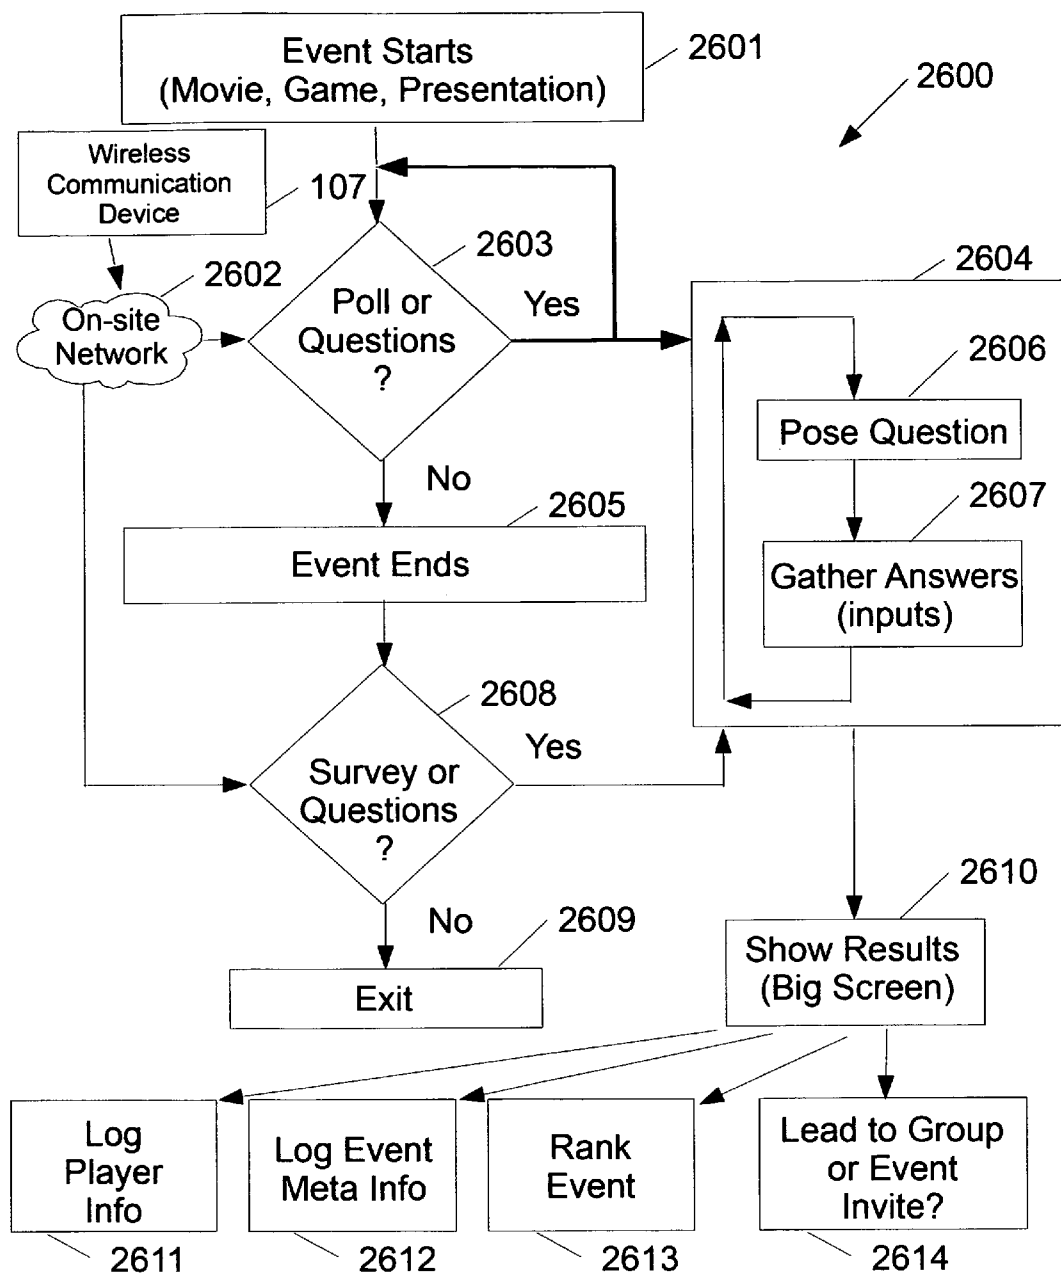 Event Starts
(Movie, Game, Presentation)
2601
2600
Wireless
Communication
Device
107
2602
On-site
Network
2603
Poll or
Questions
?
Yes
No
2604
2606
Pose Question
2607
Gather Answers
(inputs)
2605
Event Ends
2608
Survey or
Questions
?
Yes
No
2609
Exit
2610
Show Results
(Big Screen)
Log
Player
Info
2611
Log Event
Meta Info
2612
Rank
Event
2613
Lead to Group
or Event
Invite?
2614